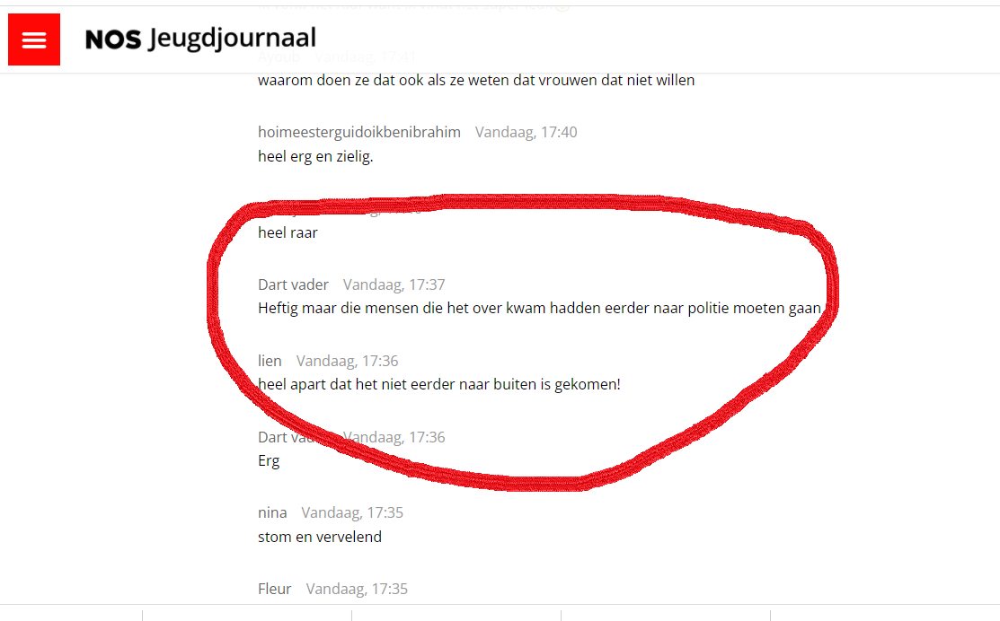 NOS Jeugdjournaal
Ayoub Vandaag, 17:41
waarom doen ze dat ook als ze weten dat vrouwen dat niet willen
hoimeesterguidoikbenibrahim Vandaag, 17:40
heel erg en zielig.
heel raar
Dart vader Vandaag, 17:37
Heftig maar die mensen die het over kwam hadden eerder naar politie moeten gaan
lien Vandaag, 17:36
heel apart dat het niet eerder naar buiten is gekomen!
Dart vader Vandaag, 17:36
Erg
nina Vandaag, 17:35
stom en vervelend
Fleur Vandaag, 17:35